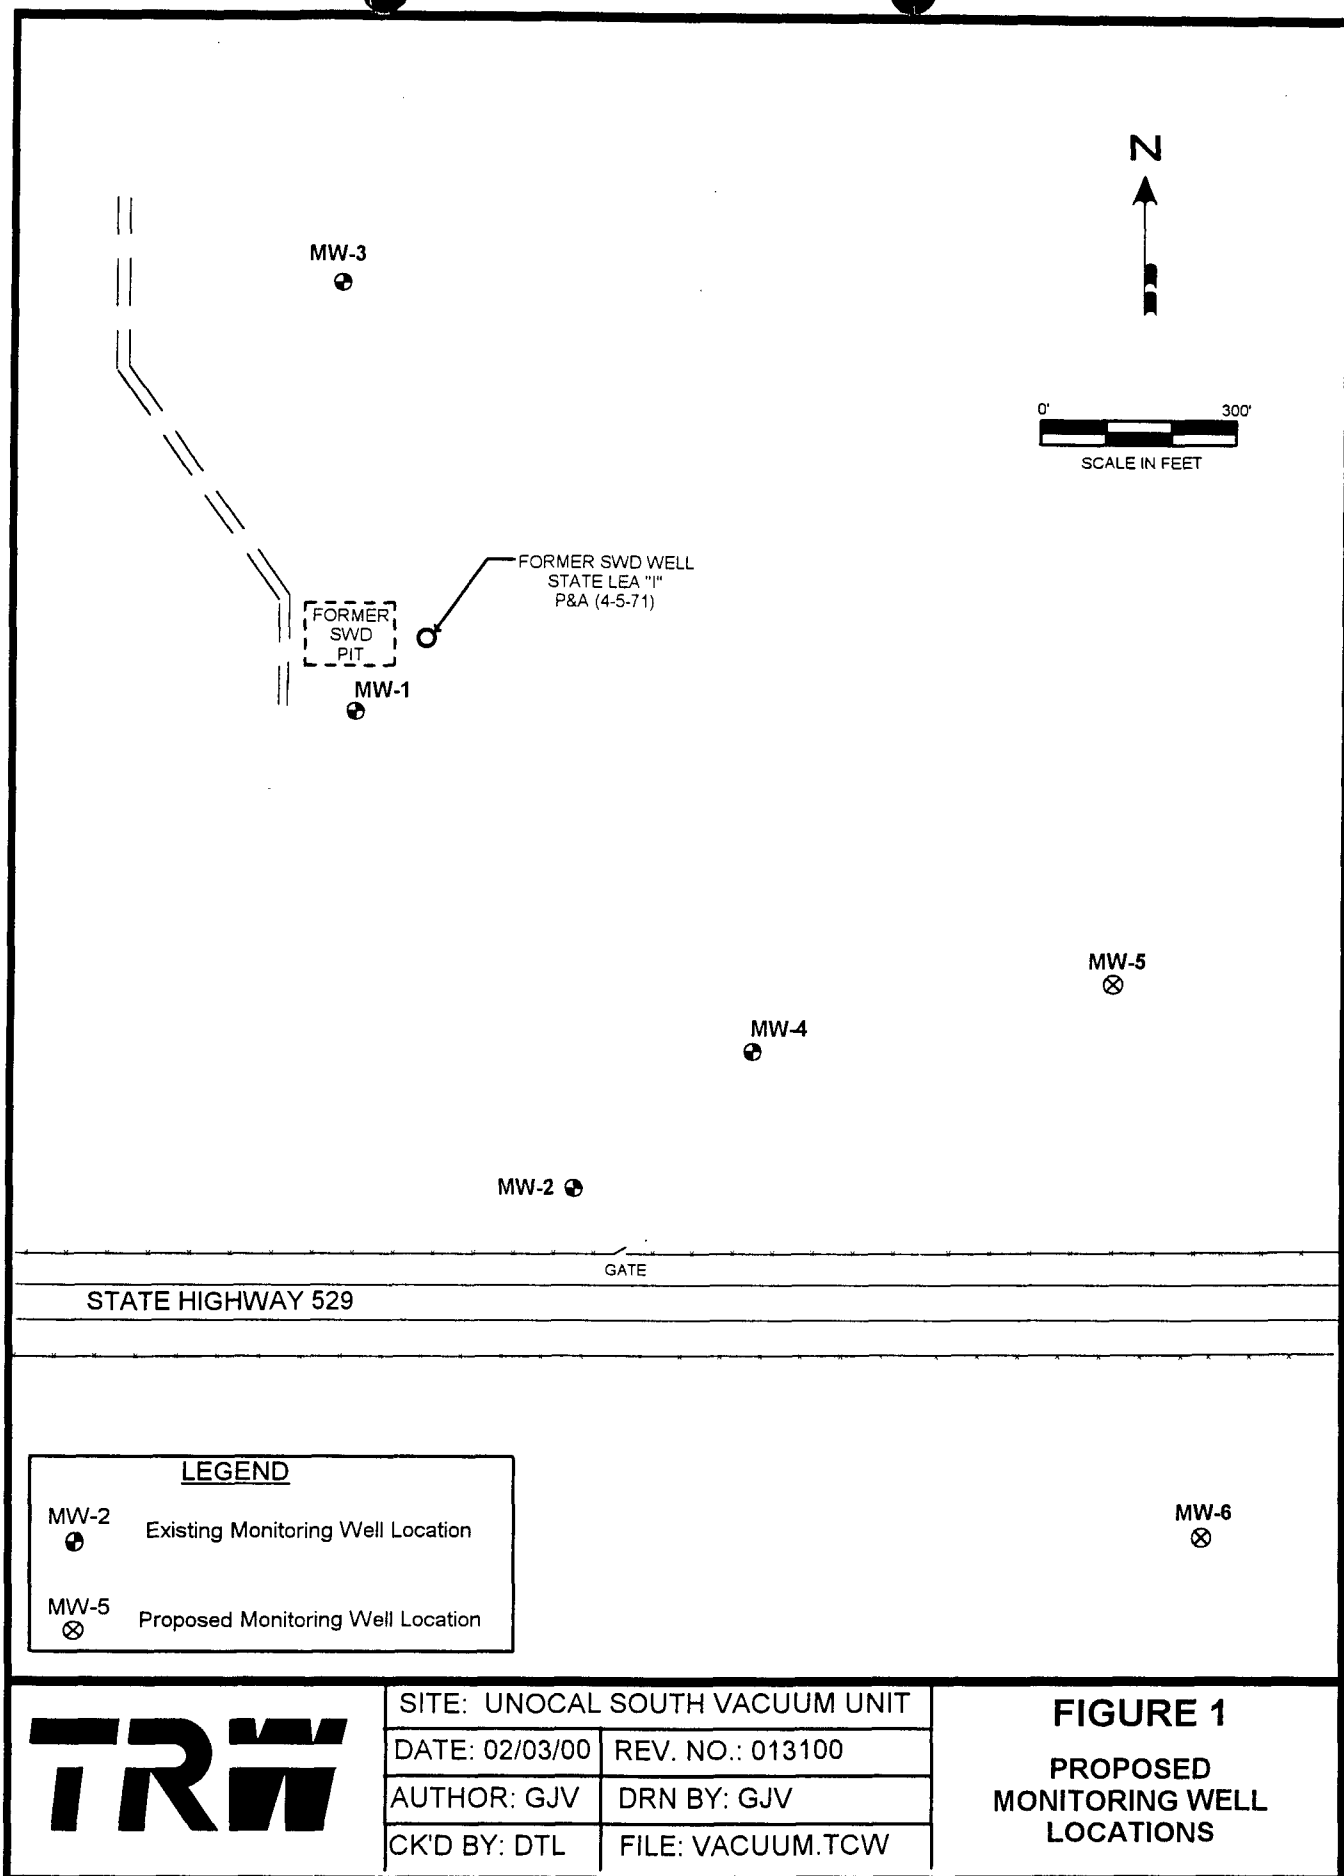 N
MW-3
0' 300'
SCALE IN FEET
FORMER SWD WELL
STATE LEA "I"
P&A (4-5-71)
FORMER
SWD
PIT
MW-1
MW-5
MW-4
MW-2
GATE
STATE HIGHWAY 529
LEGEND
MW-2
Existing Monitoring Well Location
MW-5
Proposed Monitoring Well Location
MW-6
TRW
SITE: UNOCAL SOUTH VACUUM UNIT
DATE: 02/03/00 REV. NO.: 013100
AUTHOR: GJV DRN BY: GJV
CK'D BY: DTL FILE: VACUUM.TCW
FIGURE 1
PROPOSED
MONITORING WELL
LOCATIONS